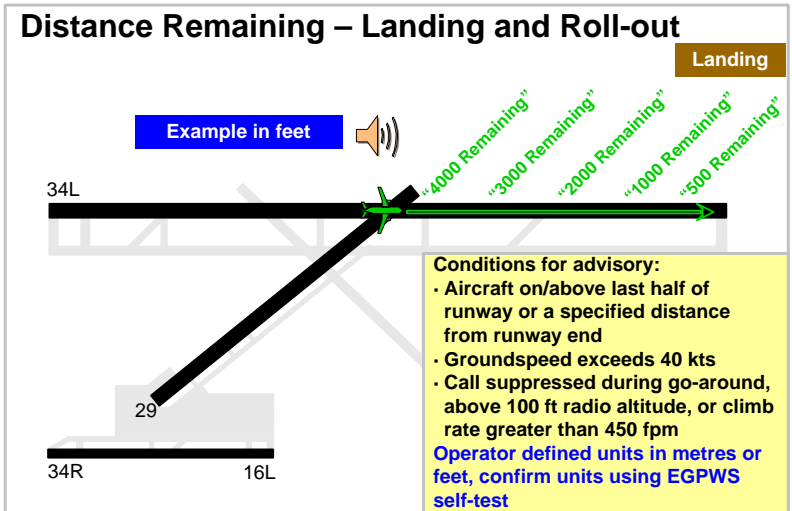 Distance Remaining – Landing and Roll-out
Landing
Example in feet
“4000 Remaining”
“3000 Remaining”
“2000 Remaining”
“1000 Remaining”
“500 Remaining”
34L
29
34R
16L
Conditions for advisory:
· Aircraft on/above last half of
runway or a specified distance
from runway end
· Groundspeed exceeds 40 kts
· Call suppressed during go-around,
above 100 ft radio altitude, or climb
rate greater than 450 fpm
Operator defined units in metres or
feet, confirm units using EGPWS
self-test